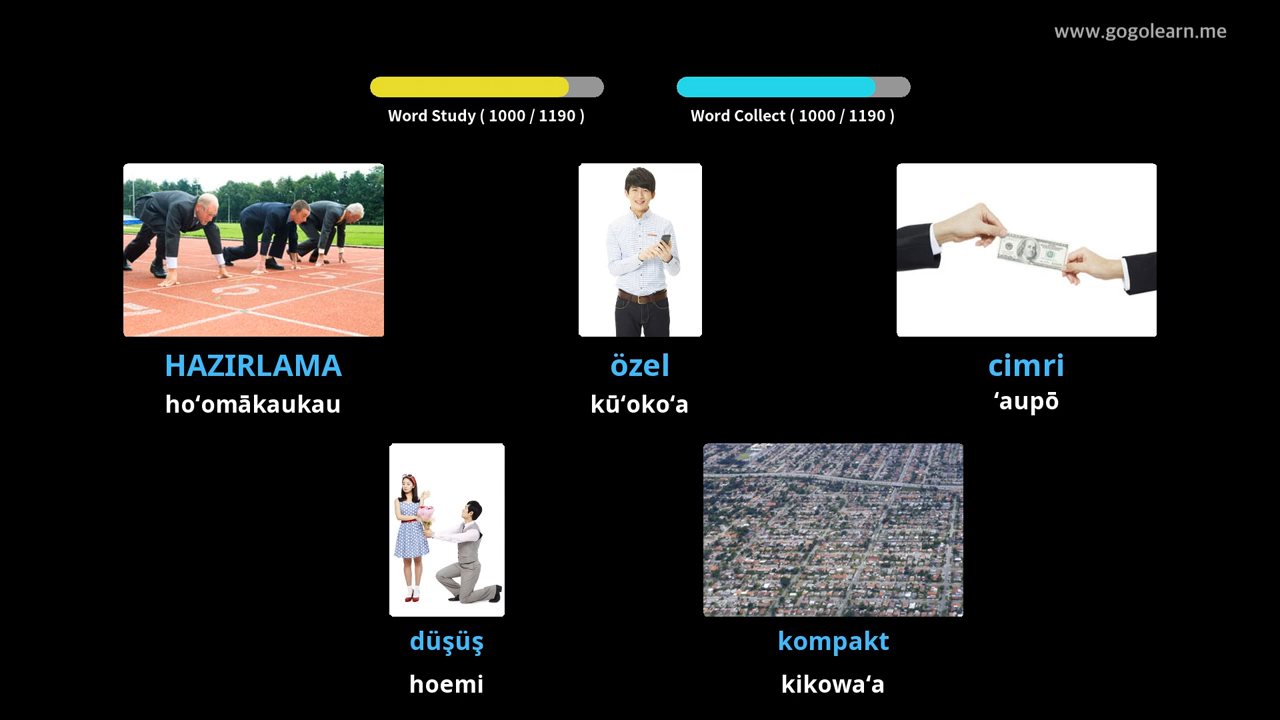 www.gogolearn.me
Word Study ( 1000 / 1190 )
Word Collect ( 1000 / 1190 )
HAZIRLAMA
hoʻomākaukau
özel
kūʻokoʻa
cimri
ʻaupō
düşüş
hoemi
kompakt
kikowaʻa